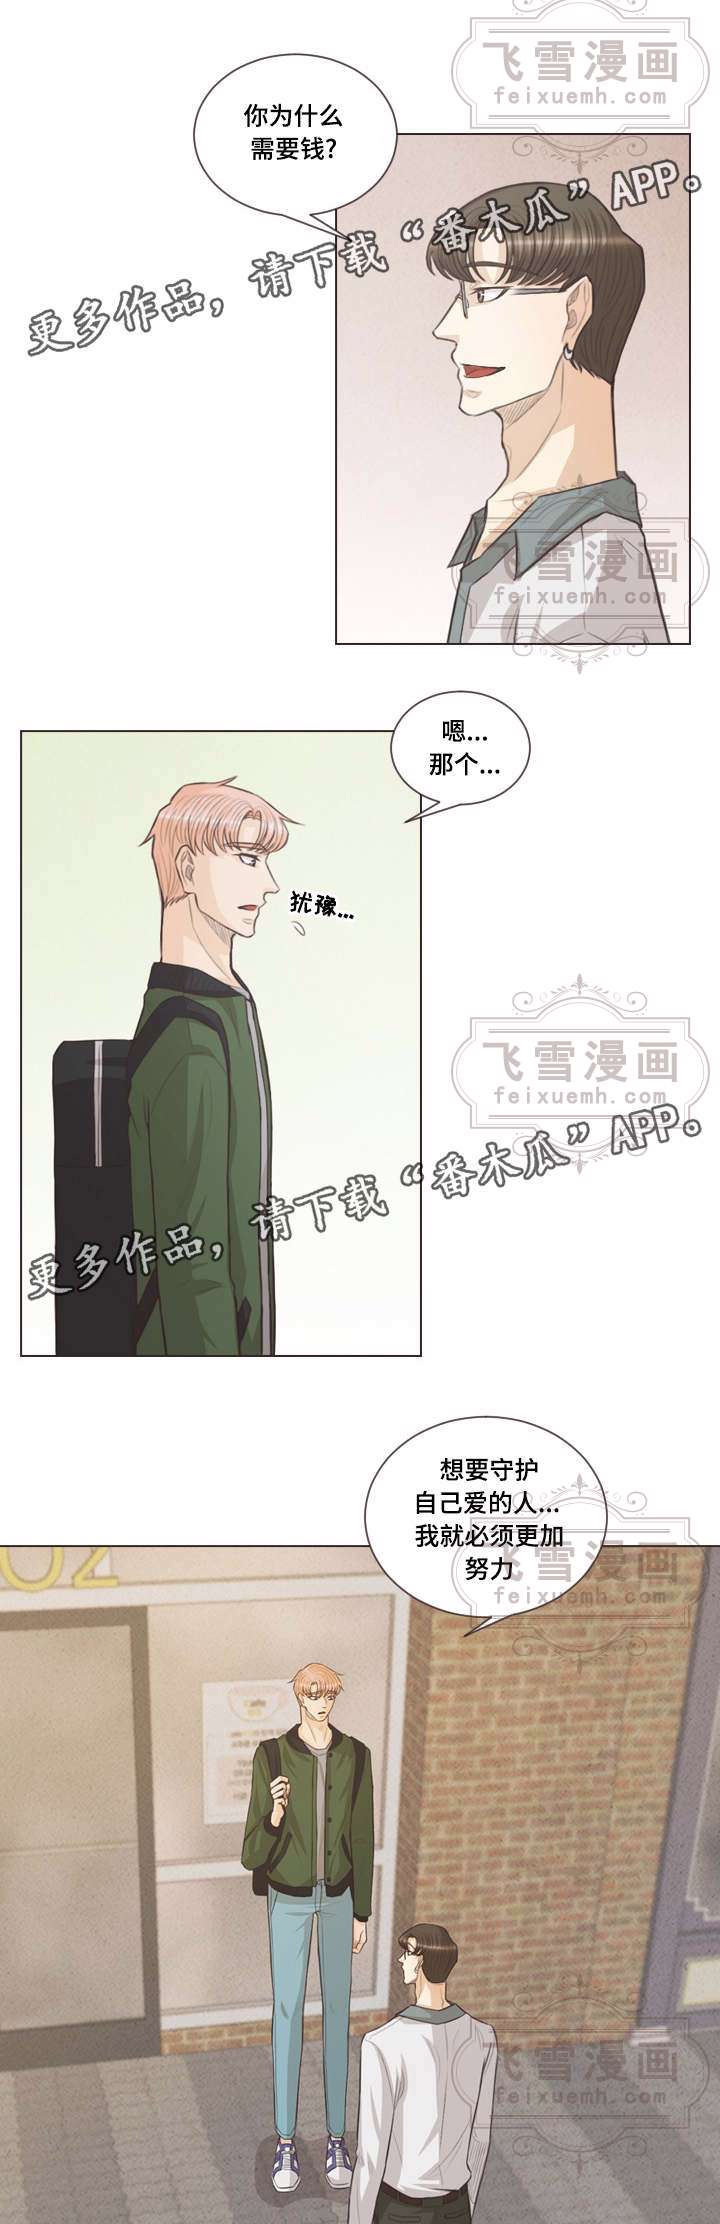 飞雪漫画
feixuemh.com
你为什么
需要钱?
更多作品，请下载“番木瓜”APP。
飞雪漫画
feixuemh.com
嗯...
那个...
犹豫...
飞雪漫画
feixuemh.com
更多作品，请下载“番木瓜”APP。
想要守护
自己爱的人...
我就必须更加
努力
飞雪漫画
feixuemh.com
02
飞雪漫画
feixuemh.com